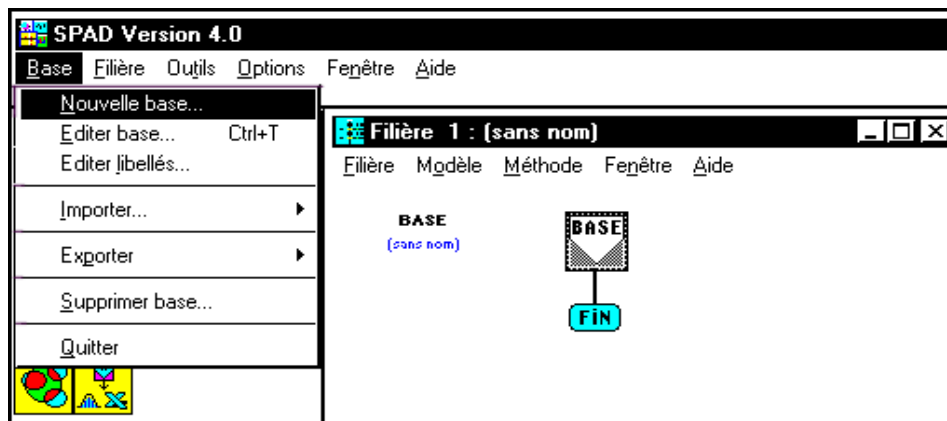 SPAD Version 4.0
Base Filière Outils Options Fenêtre Aide
Nouvelle base...
Editer base... Ctrl+T
Editer libellés...
Importer...
Exporter
Supprimer base...
Quitter
Filière 1 : (sans nom)
Filière Modèle Méthode Fenêtre Aide
BASE
(sans nom)
BASE
FiN